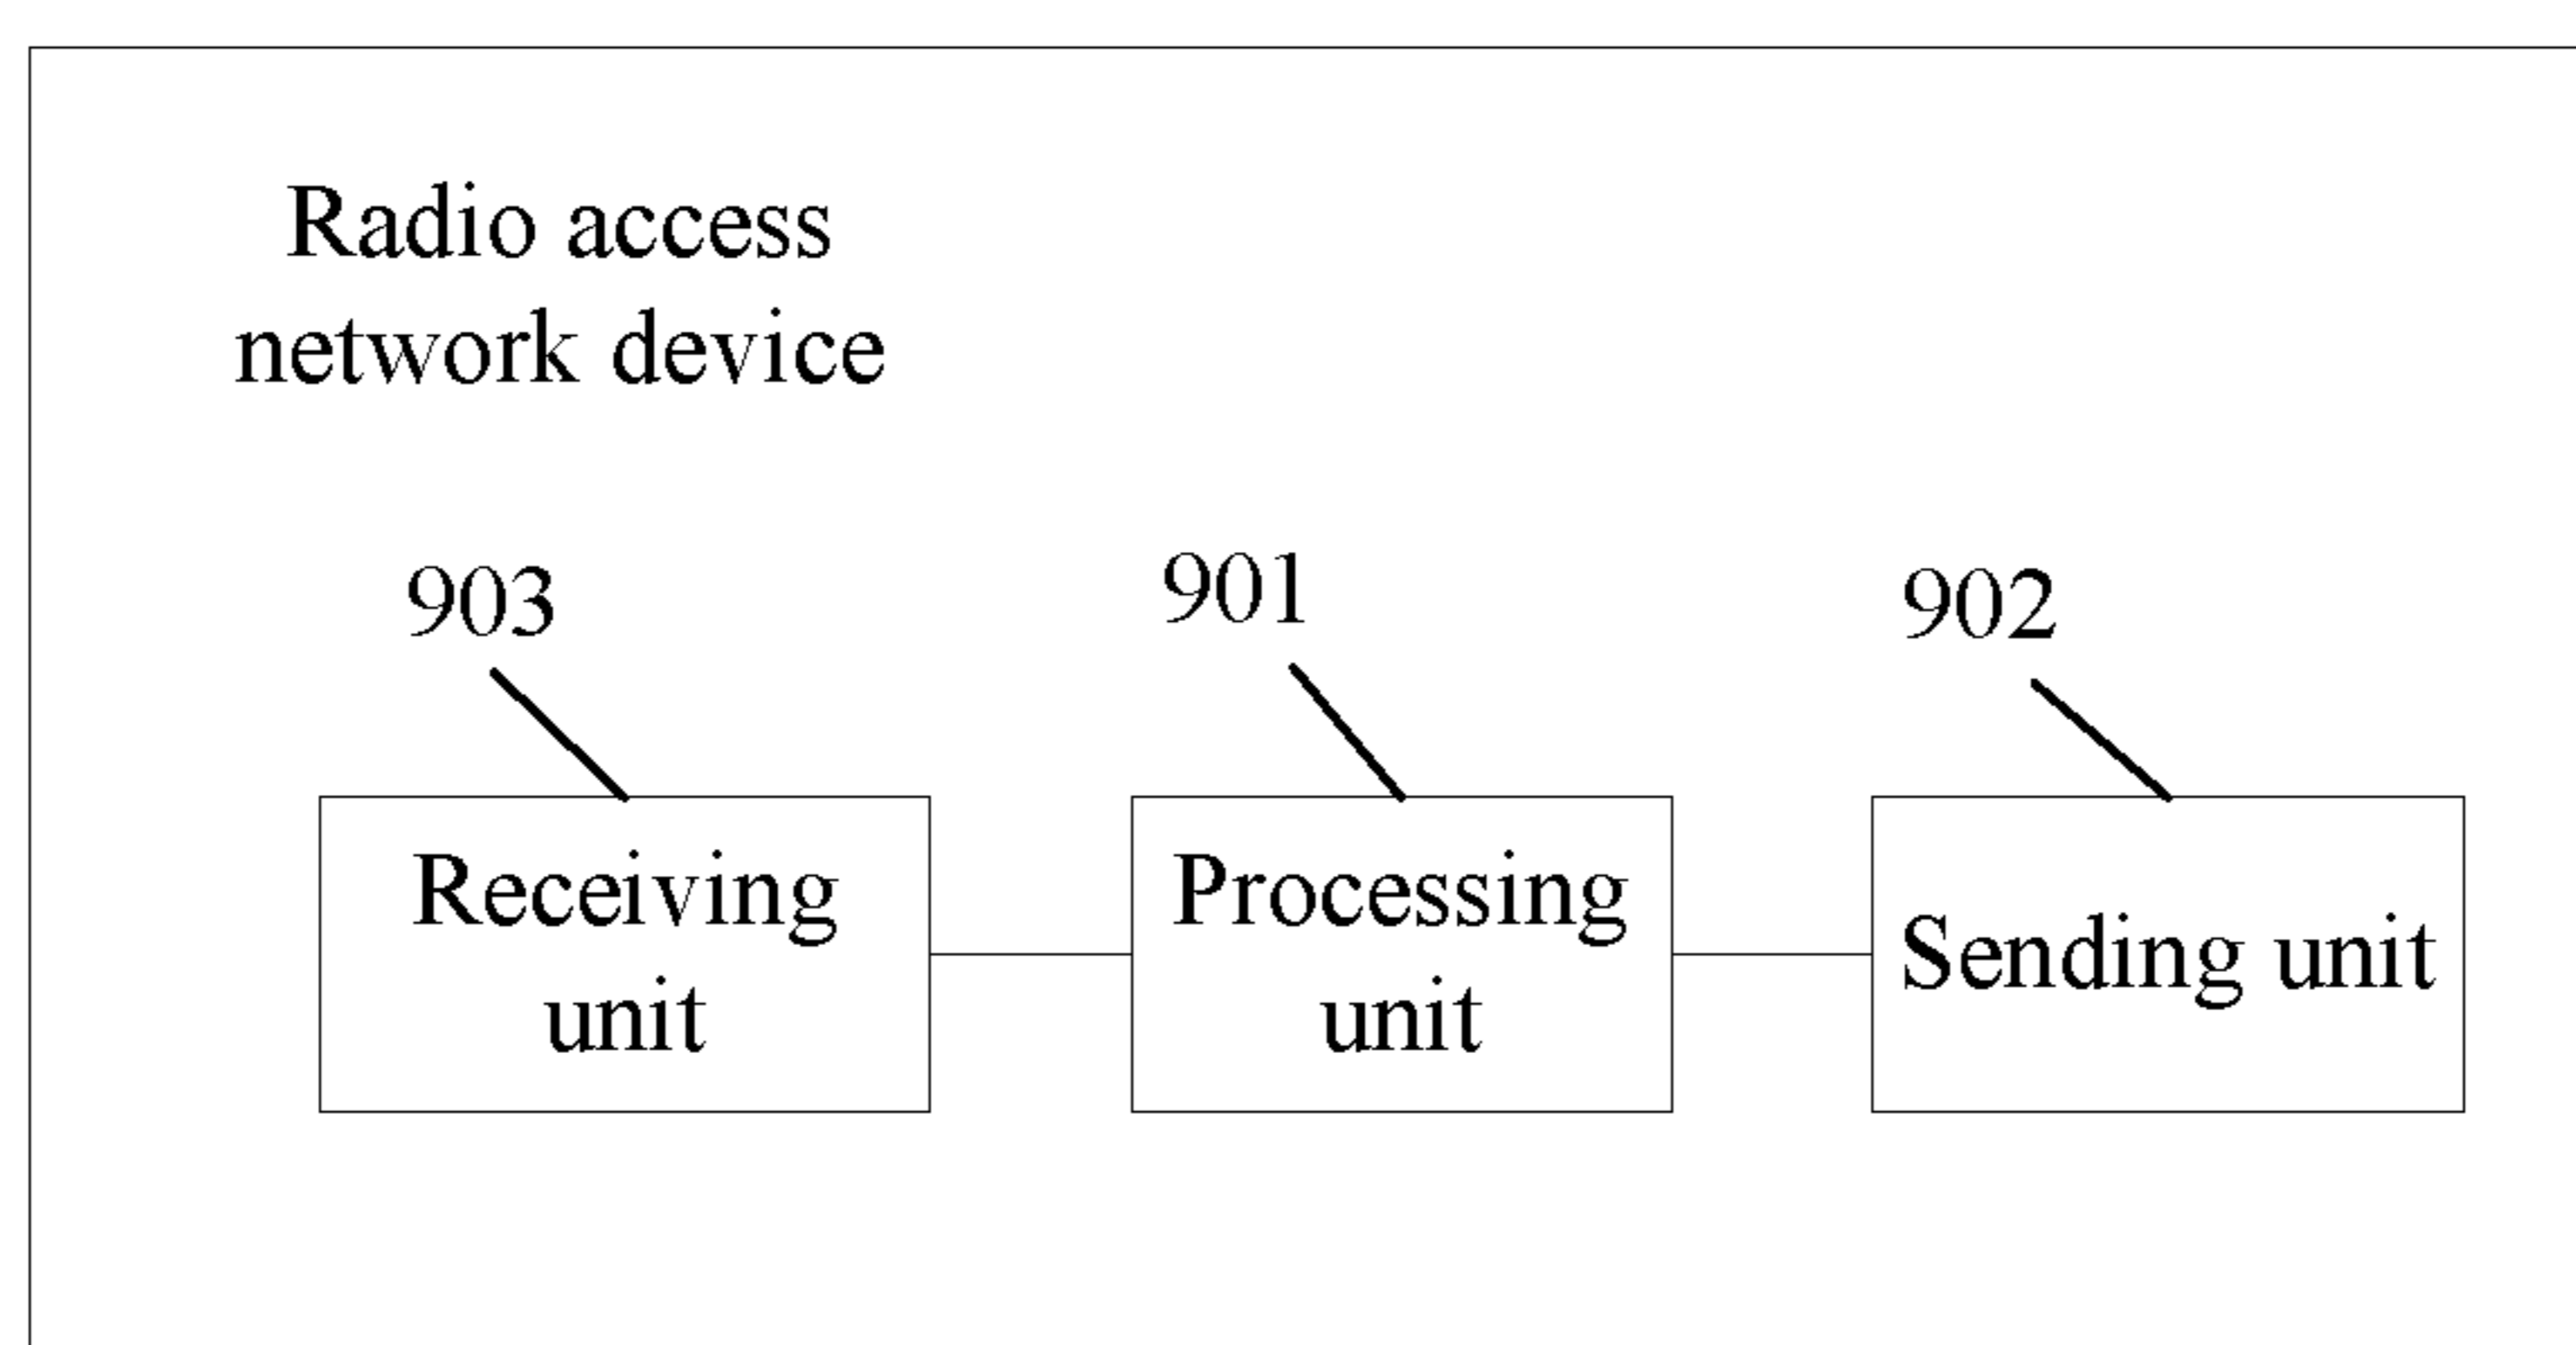 Radio access
network device
903
901
902
Receiving
unit
Processing
unit
Sending unit